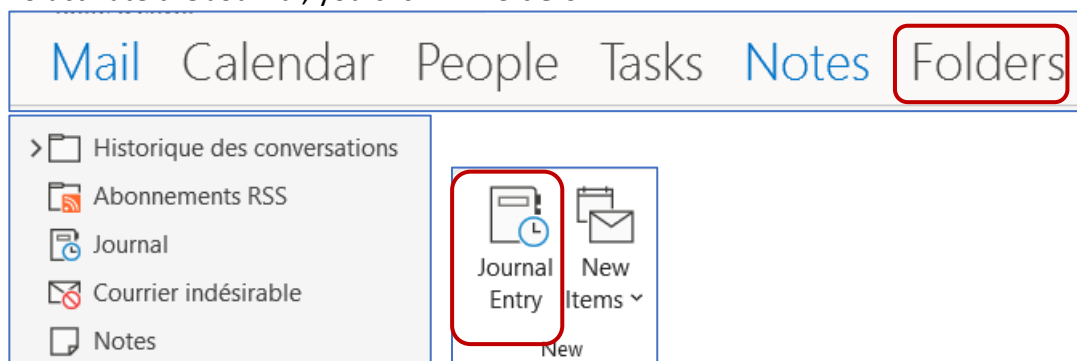 Mail Calendar People Tasks Notes Folders
Historique des conversations
Abonnements RSS
Journal
Courrier indésirable
Notes
Journal Entry
New Items
New